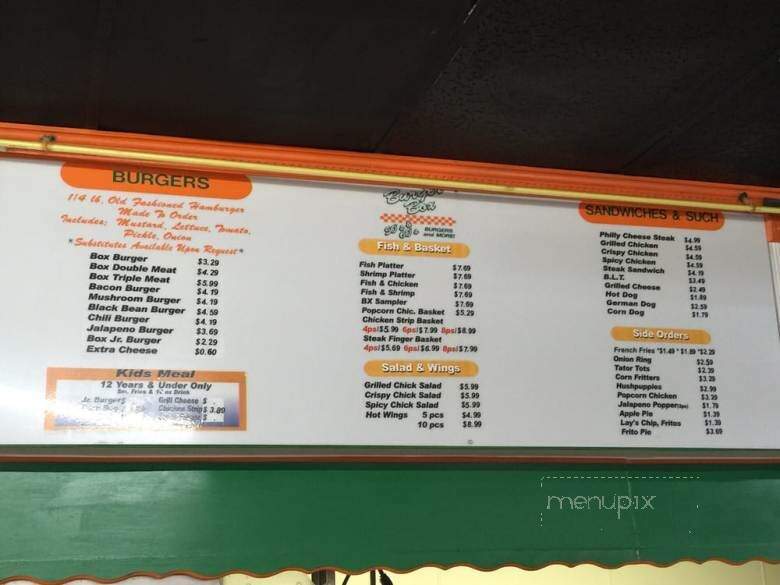 BURGERS
1/4 lb. Old Fashioned Hamburger
Made To Order
Includes; Mustard, Lettuce, Tomato,
Pickle, Onion
*Substitutes Available Upon Request*
Box Burger $3.29
Box Double Meat $4.29
Box Triple Meat $5.99
Bacon Burger $4.19
Mushroom Burger $4.19
Black Bean Burger $4.59
Chili Burger $4.19
Jalapeno Burger $3.69
Box Jr. Burger $2.29
Extra Cheese $0.60
Kids Meal
12 Years & Under Only
Jr. Burger $ Grill Cheese $
Chicken Strip $ 3.89
Burger
Box
BURGERS
and MORE!
Fish & Basket
Fish Platter $7.69
Shrimp Platter $7.69
Fish & Chicken $7.69
Fish & Shrimp $7.69
BX Sampler $7.69
Popcorn Chic. Basket $5.29
Chicken Strip Basket
4ps/$5.99 6ps/$7.99 8ps/$8.99
Steak Finger Basket
4ps/$5.69 6ps/$6.99 8ps/$7.99
Salad & Wings
Grilled Chick Salad $5.99
Crispy Chick Salad $5.99
Spicy Chick Salad $5.99
Hot Wings 5 pcs $4.99
10 pcs $8.99
SANDWICHES & SUCH
Philly Cheese Steak $4.99
Grilled Chicken $4.59
Crispy Chicken $4.59
Spicy Chicken $4.59
Steak Sandwich $4.19
B.L.T. $3.49
Grilled Cheese $2.49
Hot Dog $1.89
German Dog $2.59
Corn Dog $1.79
Side Orders
French Fries *$1.49 *$1.89 *$2.29
Onion Ring $2.59
Tator Tots $2.39
Corn Fritters $3.29
Hushpuppies $2.99
Popcorn Chicken $3.29
Jalapeno Popper $1.79
Apple Pie $1.39
Lay's Chip, Fritos $1.39
Frito Pie $3.69
menupix